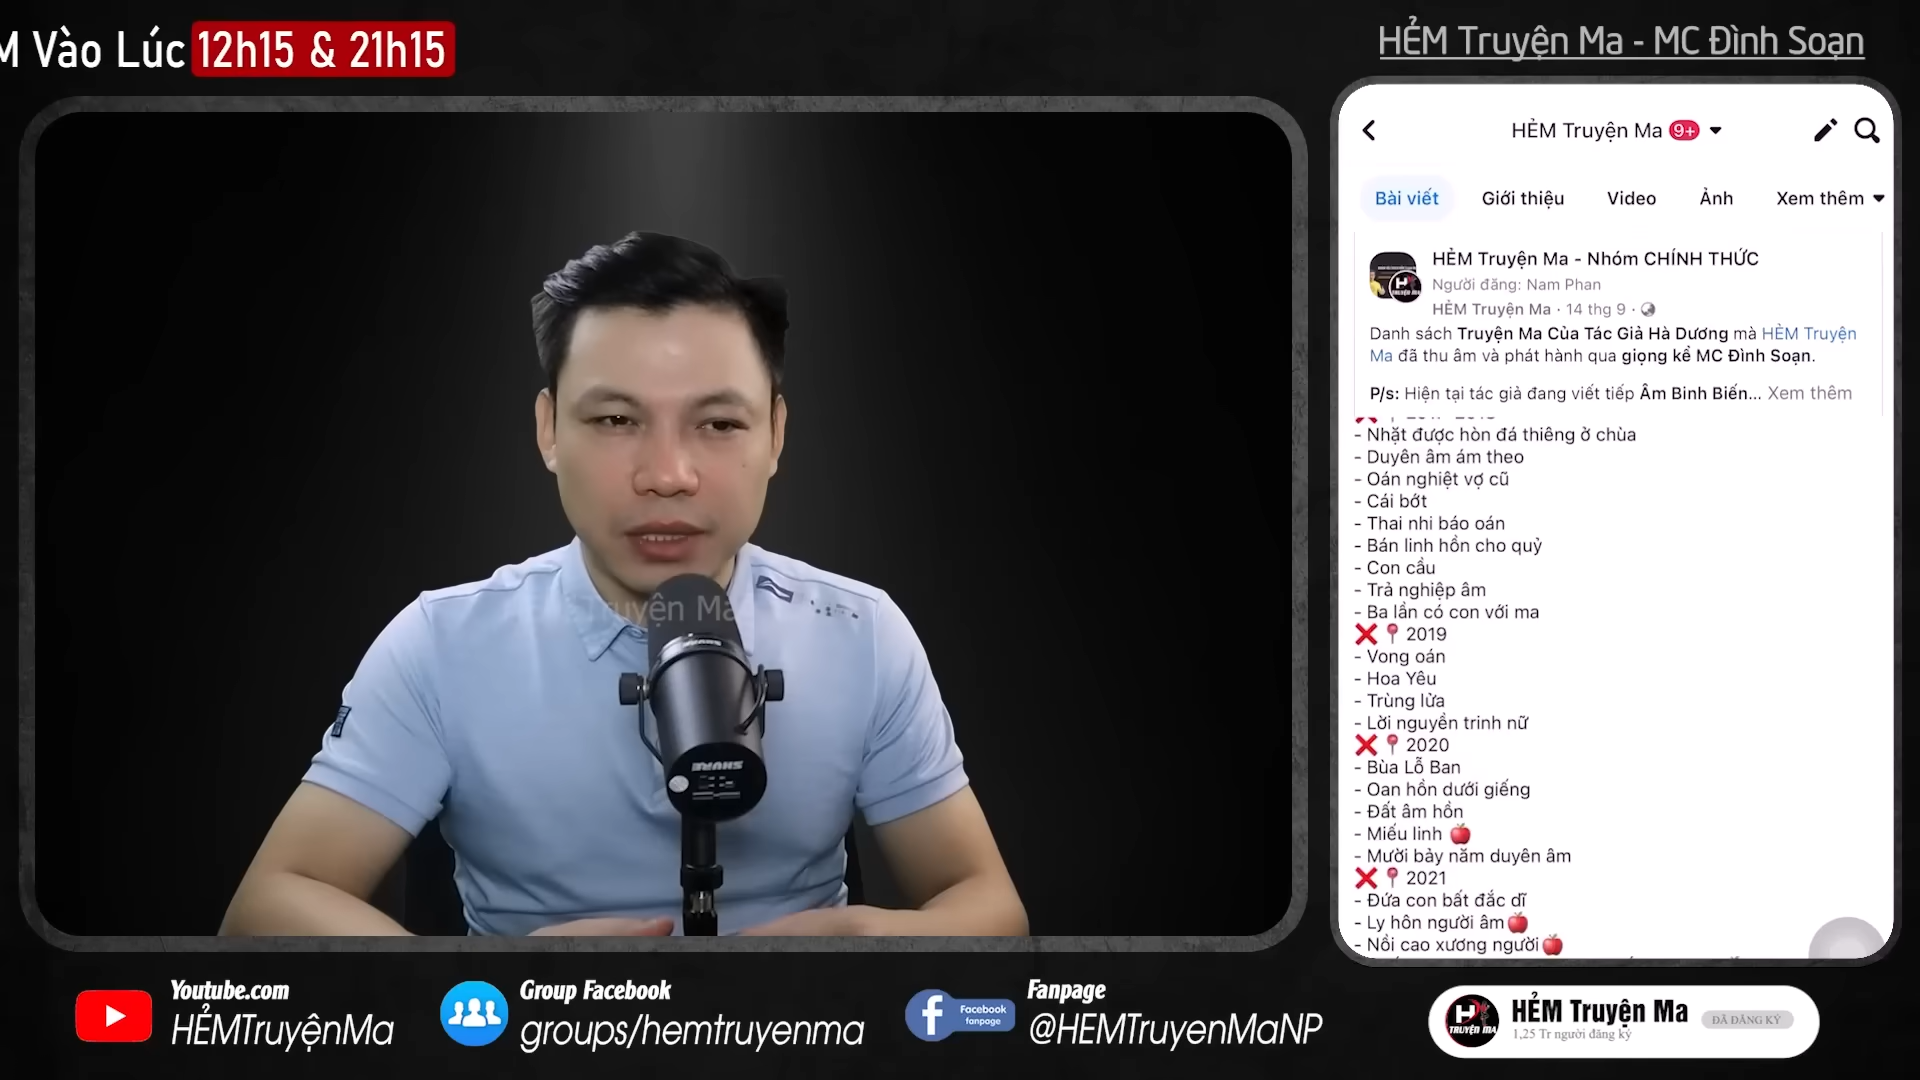 M Vào Lúc 12h15 & 21h15
HẺM Truyện Ma - MC Đình Soạn
HẺM Truyện Ma 9+
Bài viết Giới thiệu Video Ảnh Xem thêm
HẺM Truyện Ma - Nhóm CHÍNH THỨC
Người đăng: Nam Phan
HẺM Truyện Ma · 14 thg 9 ·
Danh sách Truyện Ma Của Tác Giả Hà Dương mà HẺM Truyện
Ma đã thu âm và phát hành qua giọng kể MC Đình Soạn.
P/s: Hiện tại tác giả đang viết tiếp Âm Binh Biến... Xem thêm
- Nhặt được hòn đá thiêng ở chùa
- Duyên âm ám theo
- Oán nghiệt vợ cũ
- Cái bớt
- Thai nhi báo oán
- Bán linh hồn cho quỷ
- Con cầu
- Trả nghiệp âm
- Ba lần có con với ma
❌📍2019
- Vong oán
- Hoa Yêu
- Trùng lửa
- Lời nguyền trinh nữ
❌📍2020
- Bùa Lỗ Ban
- Oan hồn dưới giếng
- Đất âm hồn
- Miếu linh 🍎
- Mười bảy năm duyên âm
❌📍2021
- Đứa con bất đắc dĩ
- Ly hôn người âm🍎
- Nồi cao xương người🍎
Truyện Ma
SHURE
Youtube.com
HẺMTruyệnMa
Group Facebook
groups/hemtruyenma
Facebook
fanpage
Fanpage
@HEMTruyenMaNP
H
TRUYỆN MA
HẺM Truyện Ma
1,25 Tr người đăng ký
ĐÃ ĐĂNG KÝ